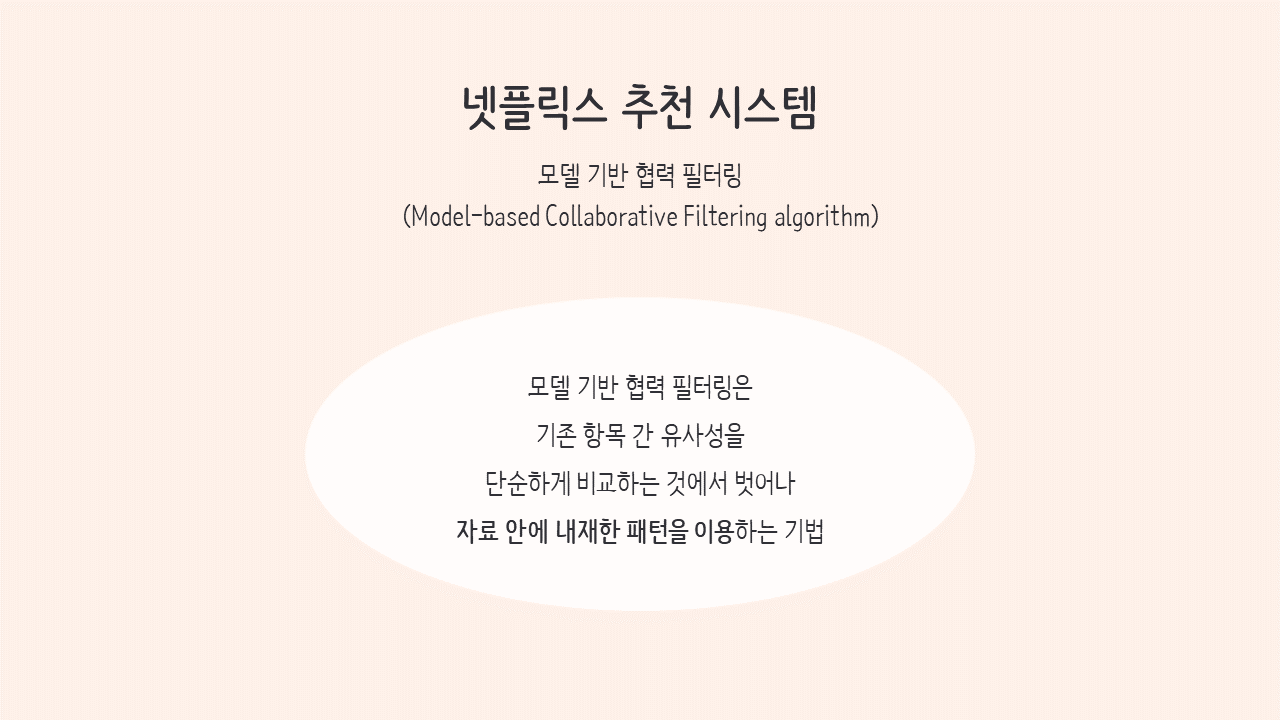 넷플릭스 추천 시스템
모델 기반 협력 필터링
(Model-based Collaborative Filtering algorithm)
모델 기반 협력 필터링은
기존 항목 간 유사성을
단순하게 비교하는 것에서 벗어나
자료 안에 내재한 패턴을 이용하는 기법